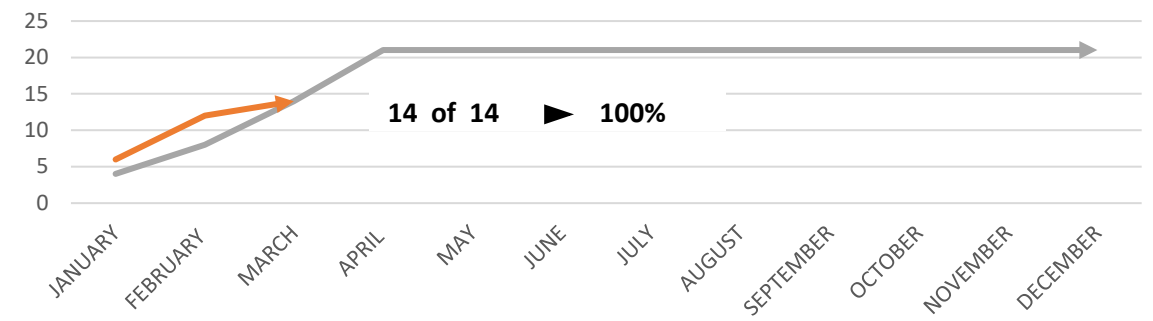 25
20
15
14 of 14 ► 100%
10
5
0
JANUARY
FEBRUARY
MARCH
APRIL
MAY
JUNE
JULY
AUGUST
SEPTEMBER
OCTOBER
NOVEMBER
DECEMBER